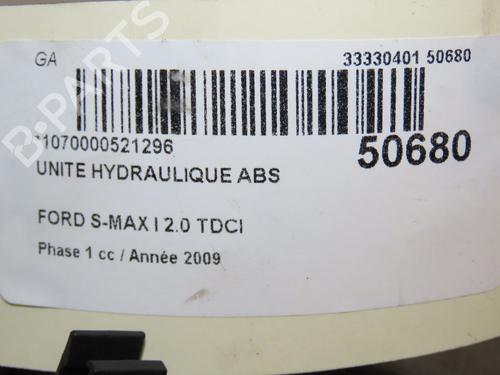 GA 33330401 50680
*1070000521296 50680
UNITE HYDRAULIQUE ABS
FORD S-MAX I 2.0 TDCI
Phase 1 cc / Année 2009
B-PARTS